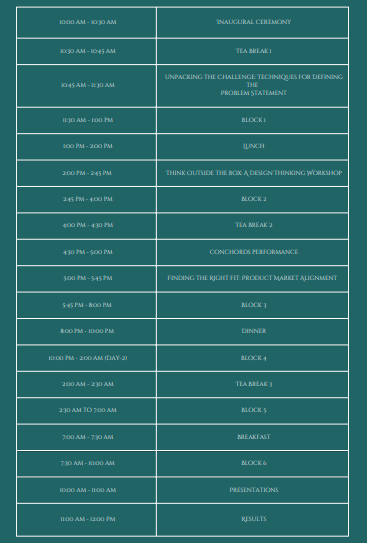 10:00 AM - 10:30 AM
Inaugural Ceremony
10:30 AM - 10:45 AM
Tea Break 1
10:45 AM - 11:30 AM
Unpacking the Challenge: Techniques for Defining
the
Problem Statement
11:30 AM - 1:00 PM
Block 1
1:00 PM - 2:00 PM
Lunch
2:00 PM - 2:45 PM
Think Outside the Box: A Design Thinking Workshop
2:45 PM - 4:00 PM
Block 2
4:00 PM - 4:30 PM
Tea Break 2
4:30 PM - 5:00 PM
Conchords Performance
5:00 PM - 5:45 PM
Finding the Right Fit: Product Market Alignment
5:45 PM - 8:00 PM
Block 3
8:00 PM - 10:00 PM
Dinner
10:00 PM - 2:00 AM (Day-2)
Block 4
2:00 AM - 2:30 AM
Tea Break 3
2:30 AM to 7:00 AM
Block 5
7:00 AM - 7:30 AM
Breakfast
7:30 AM - 10:00 AM
Block 6
10:00 AM - 11:00 AM
Presentations
11:00 AM - 12:00 PM
Results